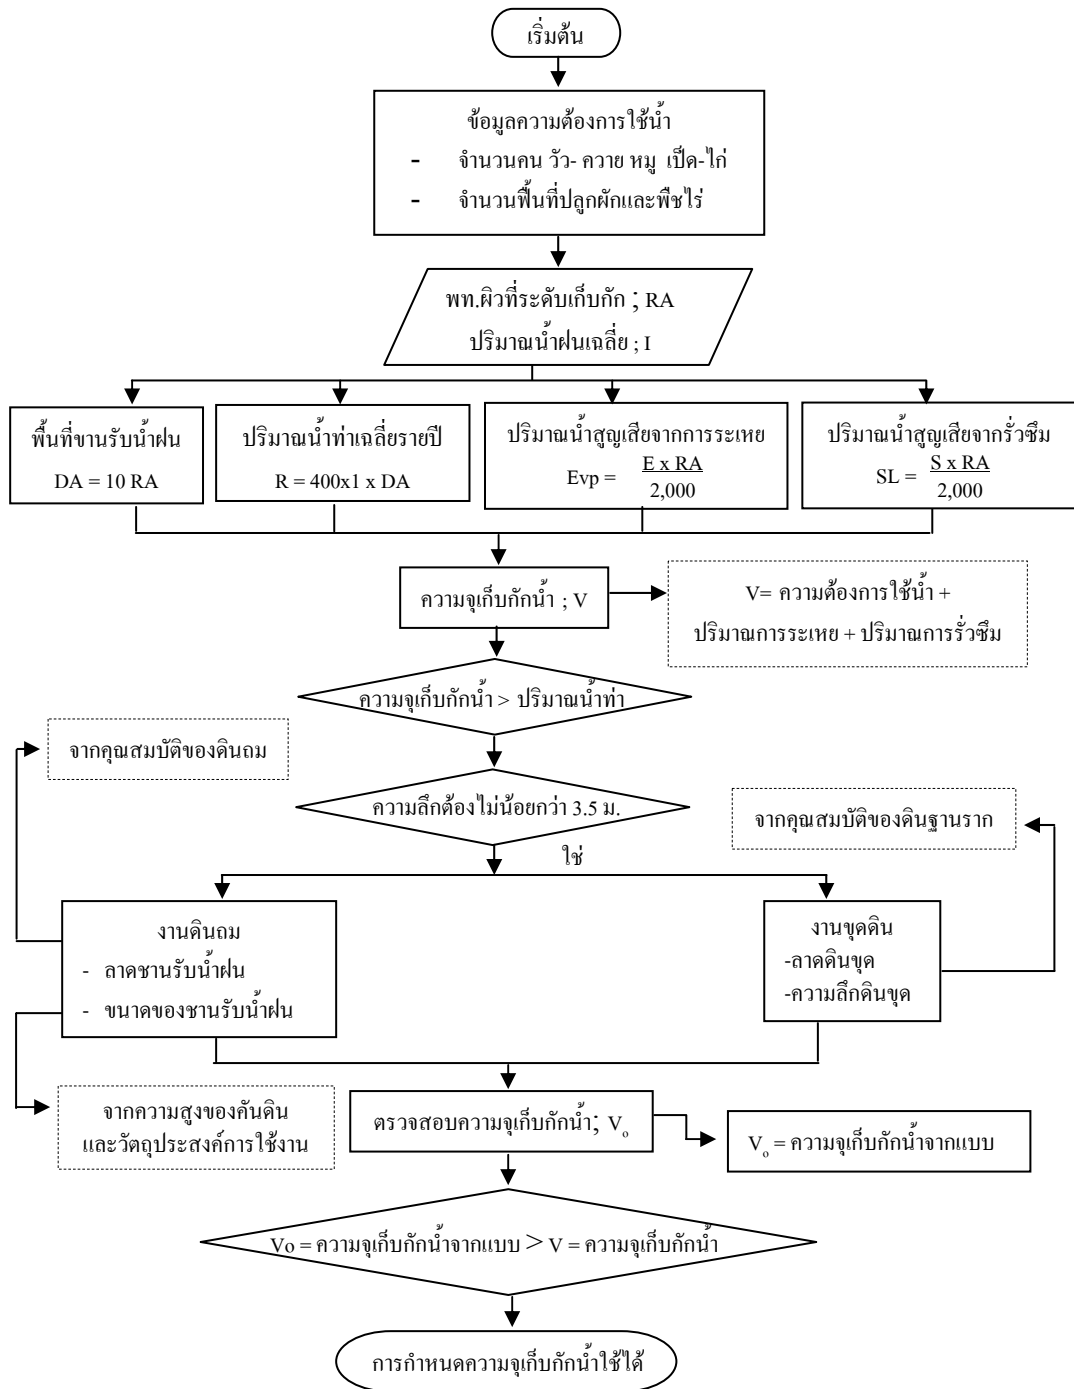 เริ่มต้น
ข้อมูลความต้องการใช้น้ำ
- จำนวนคน วัว- ควาย หมู เป็ด-ไก่
- จำนวนฟื้นที่ปลูกผักและพืชไร่
พท.ผิวที่ระดับเก็บกัก ; RA
ปริมาณน้ำฝนเฉลี่ย ; I
พื้นที่ขานรับน้ำฝน
DA = 10 RA
ปริมาณน้ำท่าเฉลี่ยรายปี
R = 400x1 x DA
ปริมาณน้ำสูญเสียจากการระเหย
Evp = E x RA
2,000
ปริมาณน้ำสูญเสียจากรั่วซึม
SL = S x RA
2,000
ความจุเก็บกักน้ำ ; V
V= ความต้องการใช้น้ำ +
ปริมาณการระเหย + ปริมาณการรั่วซึม
ความจุเก็บกักน้ำ > ปริมาณน้ำท่า
จากคุณสมบัติของดินถม
ความลึกต้องไม่น้อยกว่า 3.5 ม.
จากคุณสมบัติของดินฐานราก
ใช่
งานดินถม
- ลาดชานรับน้ำฝน
- ขนาดของชานรับน้ำฝน
งานขุดดิน
-ลาดดินขุด
-ความลึกดินขุด
จากความสูงของคันดิน
และวัตถุประสงค์การใช้งาน
ตรวจสอบความจุเก็บกักน้ำ; Vo
Vo = ความจุเก็บกักน้ำจากแบบ
Vo = ความจุเก็บกักน้ำจากแบบ > V = ความจุเก็บกักน้ำ
การกำหนดความจุเก็บกักน้ำใช้ได้